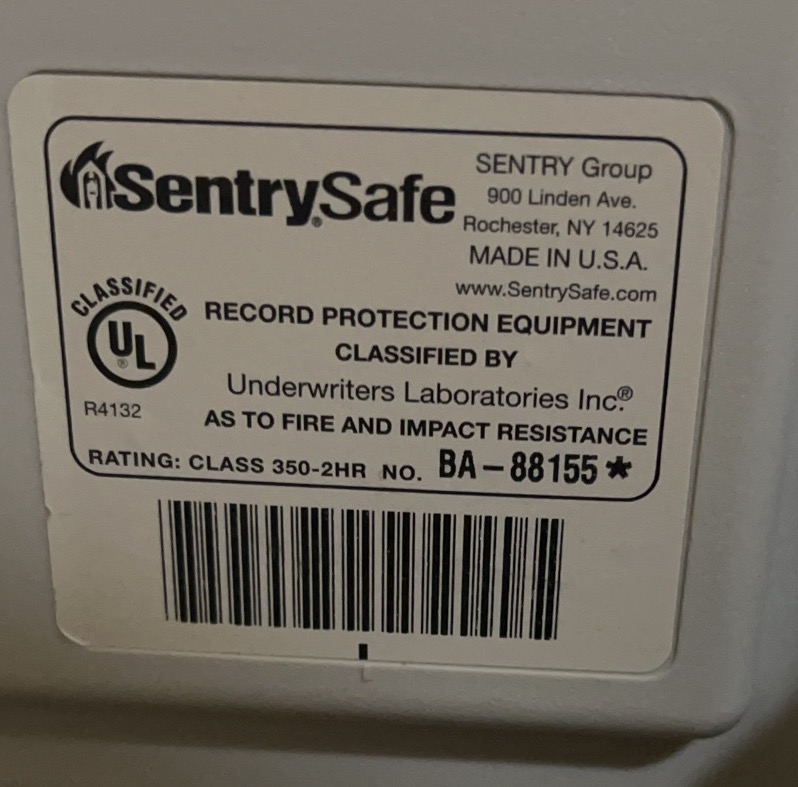 SentrySafe
SENTRY Group
900 Linden Ave.
Rochester, NY 14625
MADE IN U.S.A.
www.SentrySafe.com
CLASSIFIED
UL
®
R4132
RECORD PROTECTION EQUIPMENT
CLASSIFIED BY
Underwriters Laboratories Inc.®
AS TO FIRE AND IMPACT RESISTANCE
RATING: CLASS 350-2HR NO. BA-88155*